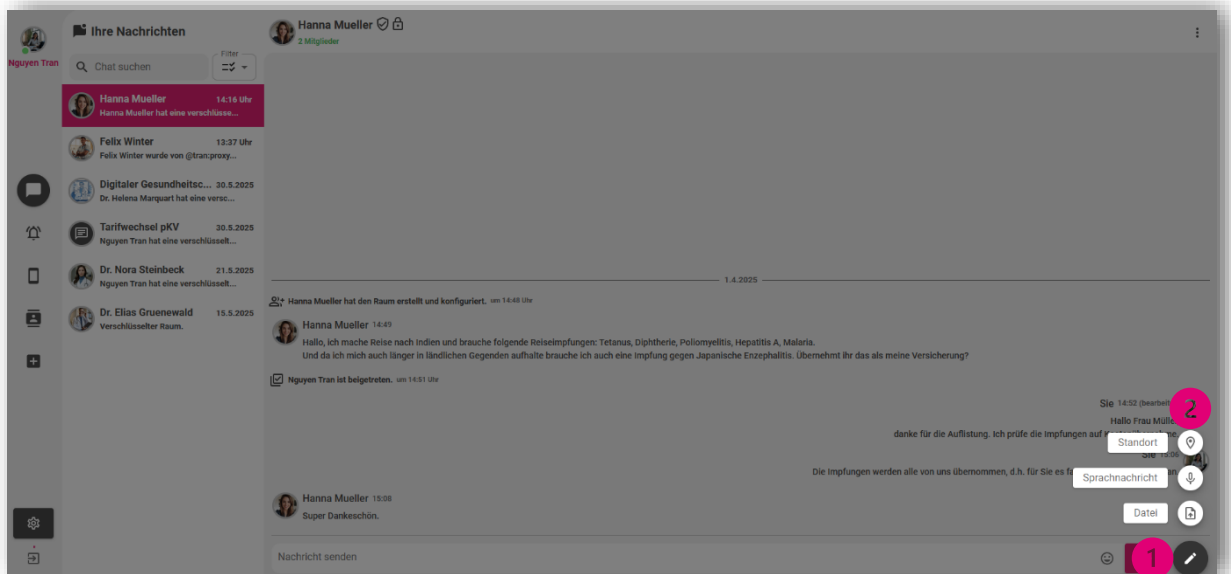 Nguyen Tran
Ihre Nachrichten
Chat suchen
Filter
Hanna Mueller 14:16 Uhr
Hanna Mueller hat eine verschlüsse...
Felix Winter 13:37 Uhr
Felix Winter wurde von @tran:proxy...
Digitaler Gesundheitsc... 30.5.2025
Dr. Helena Marquart hat eine versc...
Tarifwechsel pKV 30.5.2025
Nguyen Tran hat eine verschlüsselt...
Dr. Nora Steinbeck 21.5.2025
Nguyen Tran hat eine verschlüsselt...
Dr. Elias Gruenewald 15.5.2025
Verschlüsselter Raum.
Hanna Mueller
2 Mitglieder
1.4.2025
Hanna Mueller hat den Raum erstellt und konfiguriert. um 14:48 Uhr
Hanna Mueller 14:49
Hallo, ich mache Reise nach Indien und brauche folgende Reiseimpfungen: Tetanus, Diphtherie, Poliomyelitis, Hepatitis A, Malaria.
Und da ich mich auch länger in ländlichen Gegenden aufhalte brauche ich auch eine Impfung gegen Japanische Enzephalitis. Übernehmt ihr das als meine Versicherung?
Nguyen Tran ist beigetreten. um 14:51 Uhr
Sie 14:52 (bearbeit
2
Hallo Frau Mülle
danke für die Auflistung. Ich prüfe die Impfungen auf
Standort
Sie 15:06
Die Impfungen werden alle von uns übernommen, d.h. für Sie es fa
Sprachnachricht
Hanna Mueller 15:08
Super Dankeschön.
Datei
Nachricht senden
1